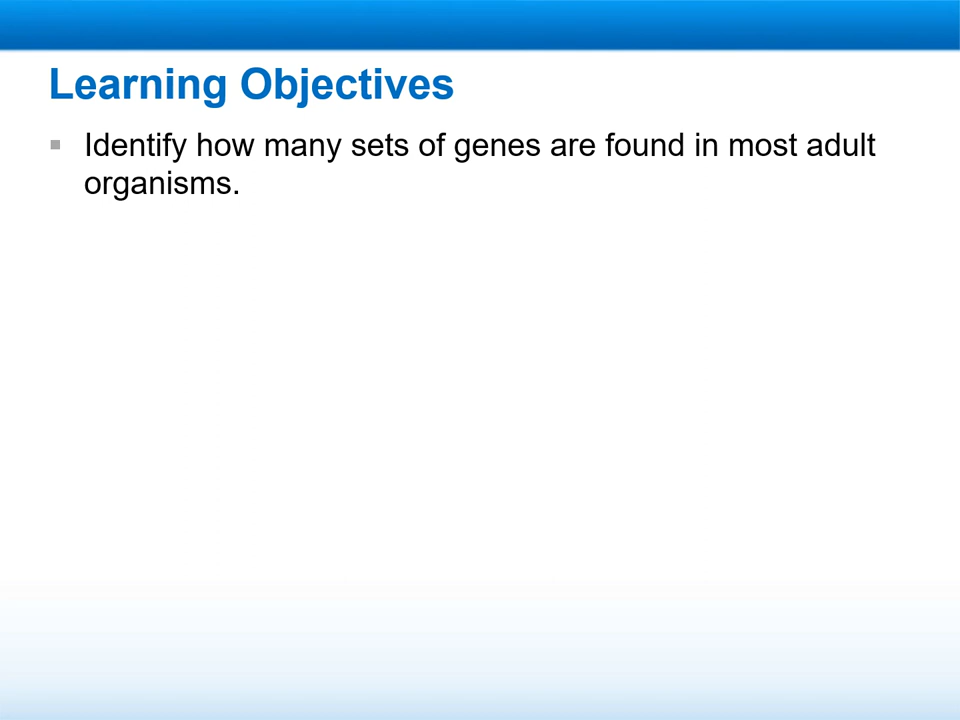 Learning Objectives
▪ Identify how many sets of genes are found in most adult
organisms.